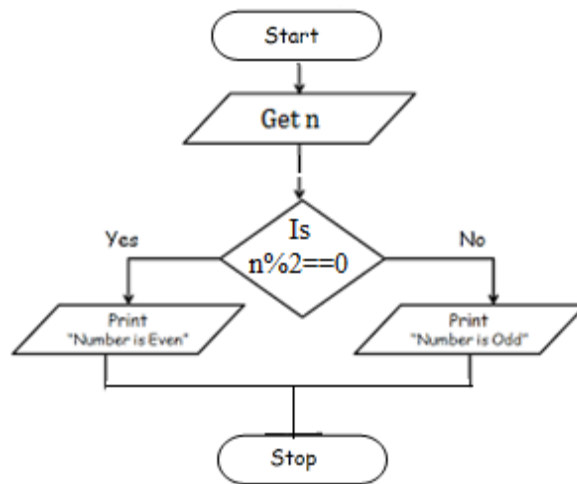 Start
Get n
Is
n%2==0
Yes
No
Print
"Number is Even"
Print
"Number is Odd"
Stop